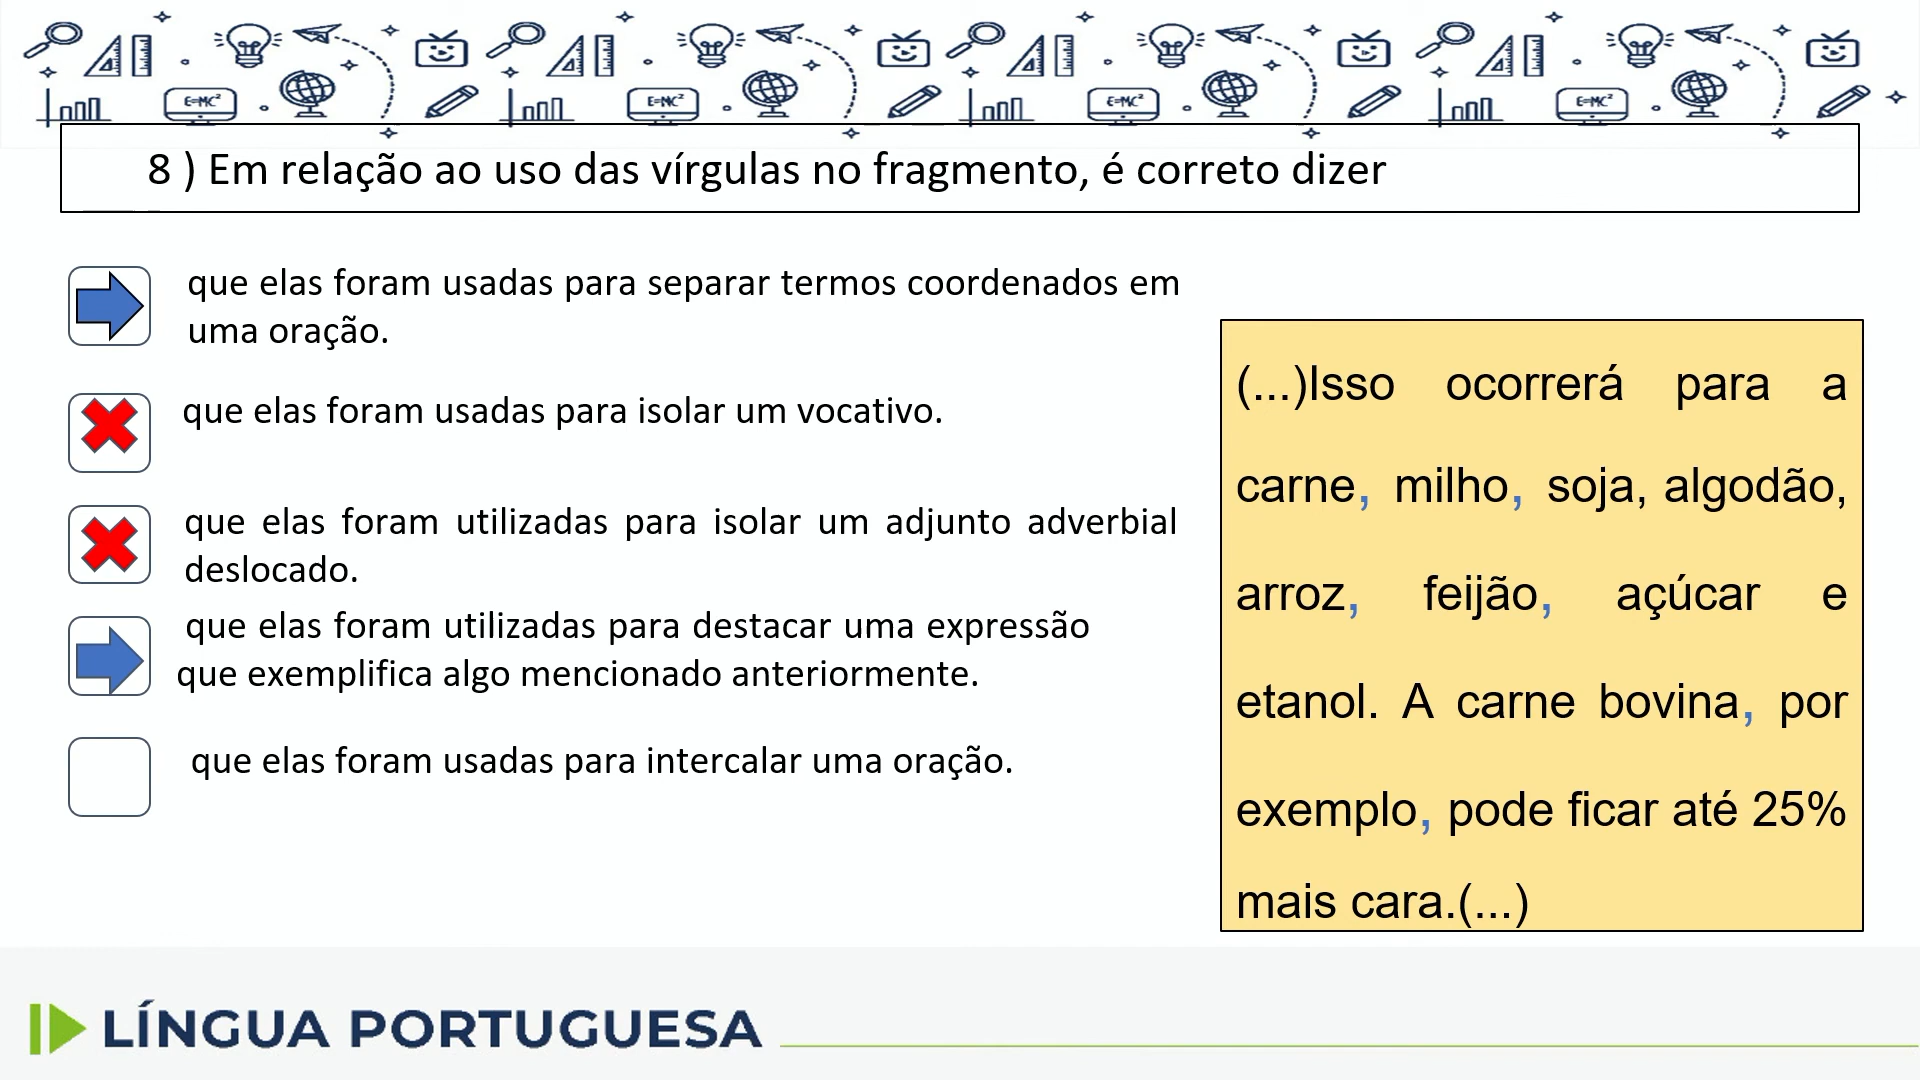 E=MC² E=MC² E=MC² E=MC²
8 ) Em relação ao uso das vírgulas no fragmento, é correto dizer
que elas foram usadas para separar termos coordenados em
uma oração.
que elas foram usadas para isolar um vocativo.
que elas foram utilizadas para isolar um adjunto adverbial
deslocado.
que elas foram utilizadas para destacar uma expressão
que exemplifica algo mencionado anteriormente.
que elas foram usadas para intercalar uma oração.
(...)Isso ocorrerá para a
carne, milho, soja, algodão,
arroz, feijão, açúcar e
etanol. A carne bovina, por
exemplo, pode ficar até 25%
mais cara.(...)
LÍNGUA PORTUGUESA